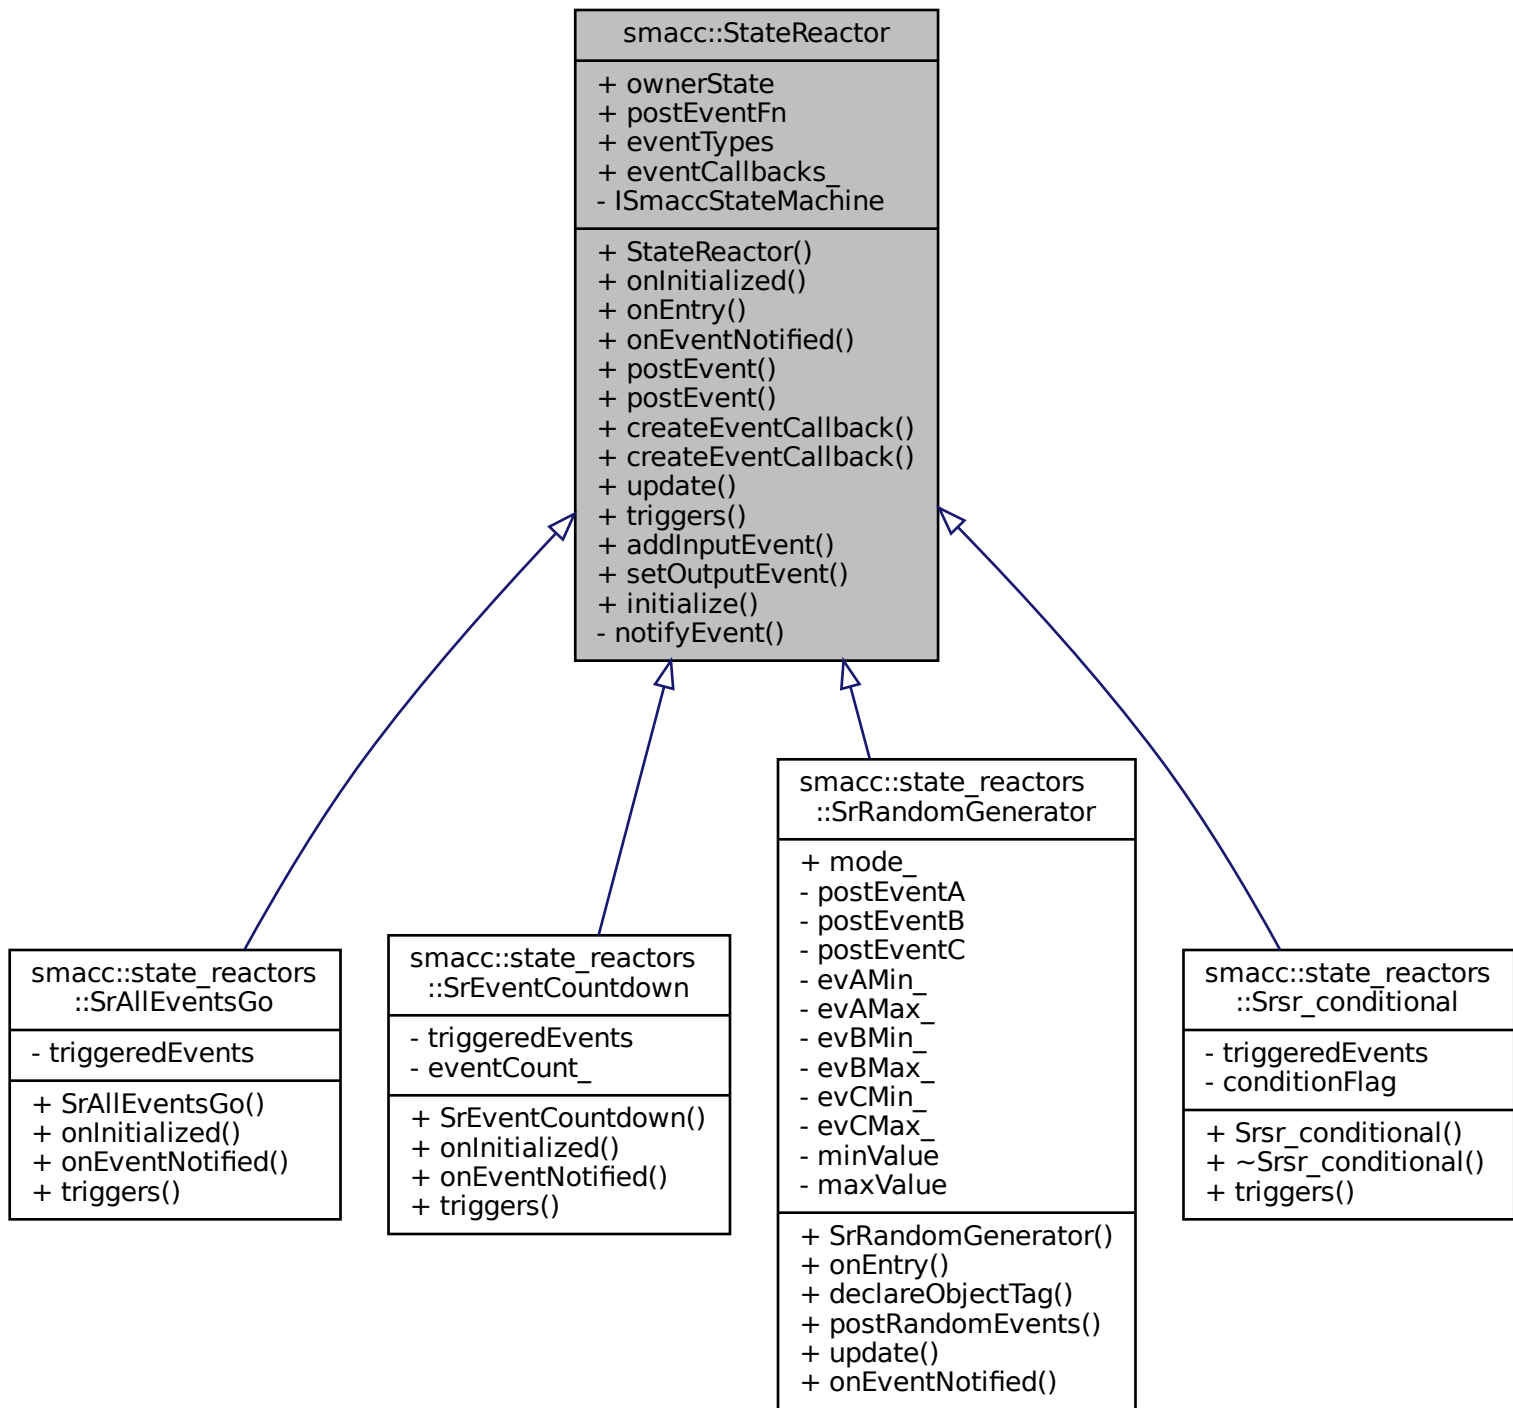 smacc::StateReactor
+ ownerState
+ postEventFn
+ eventTypes
+ eventCallbacks_
- ISmaccStateMachine
+ StateReactor()
+ onInitialized()
+ onEntry()
+ onEventNotified()
+ postEvent()
+ postEvent()
+ createEventCallback()
+ createEventCallback()
+ update()
+ triggers()
+ addInputEvent()
+ setOutputEvent()
+ initialize()
- notifyEvent()
smacc::state_reactors
::SrAllEventsGo
- triggeredEvents
+ SrAllEventsGo()
+ onInitialized()
+ onEventNotified()
+ triggers()
smacc::state_reactors
::SrEventCountdown
- triggeredEvents
- eventCount_
+ SrEventCountdown()
+ onInitialized()
+ onEventNotified()
+ triggers()
smacc::state_reactors
::SrRandomGenerator
+ mode_
- postEventA
- postEventB
- postEventC
- evAMin_
- evAMax_
- evBMin_
- evBMax_
- evCMin_
- evCMax_
- minValue
- maxValue
+ SrRandomGenerator()
+ onEntry()
+ declareObjectTag()
+ postRandomEvents()
+ update()
+ onEventNotified()
smacc::state_reactors
::Srsr_conditional
- triggeredEvents
- conditionFlag
+ Srsr_conditional()
+ ~Srsr_conditional()
+ triggers()